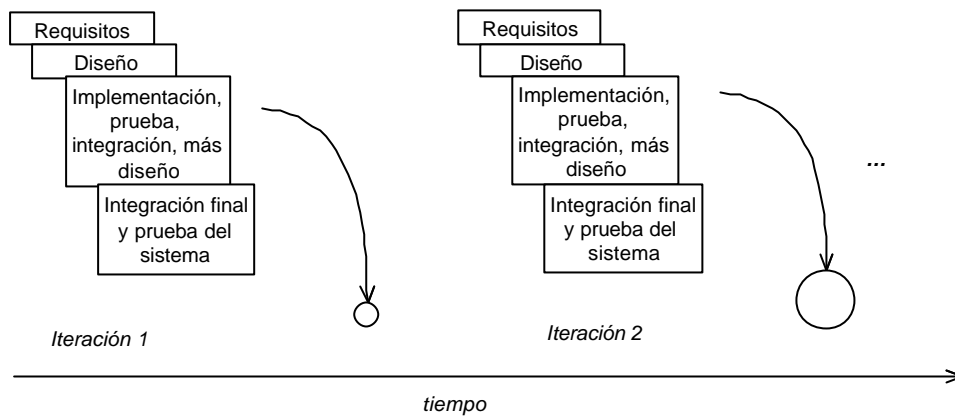 Requisitos
Diseño
Implementación,
prueba,
integración, más
diseño
Integración final
y prueba del
sistema
Iteración 1
Requisitos
Diseño
Implementación,
prueba,
integración, más
diseño
Integración final
y prueba del
sistema
Iteración 2
...
tiempo